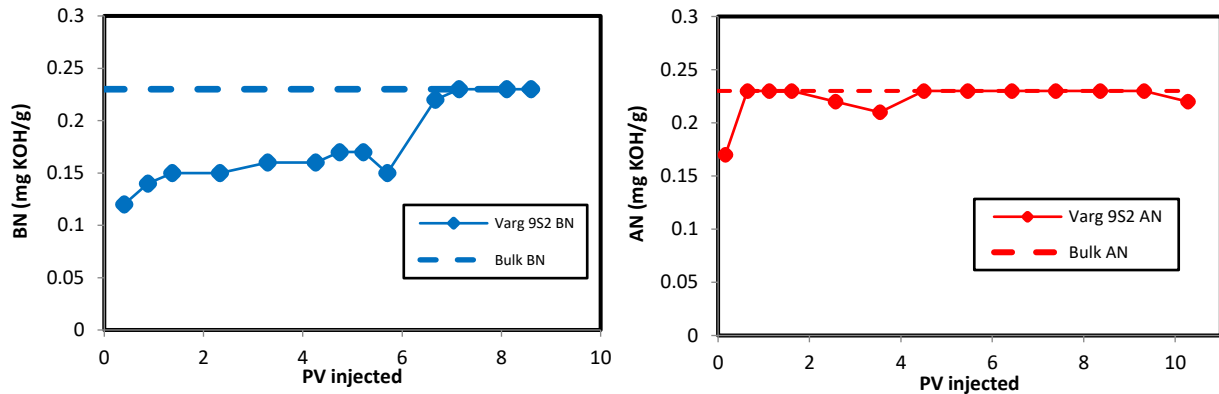 BN (mg KOH/g)
0.3
0.25
0.2
0.15
0.1
0.05
0
0 2 4 6 8 10
PV injected
Varg 9S2 BN
Bulk BN
AN (mg KOH/g)
0.3
0.25
0.2
0.15
0.1
0.05
0
0 2 4 6 8 10
PV injected
Varg 9S2 AN
Bulk AN